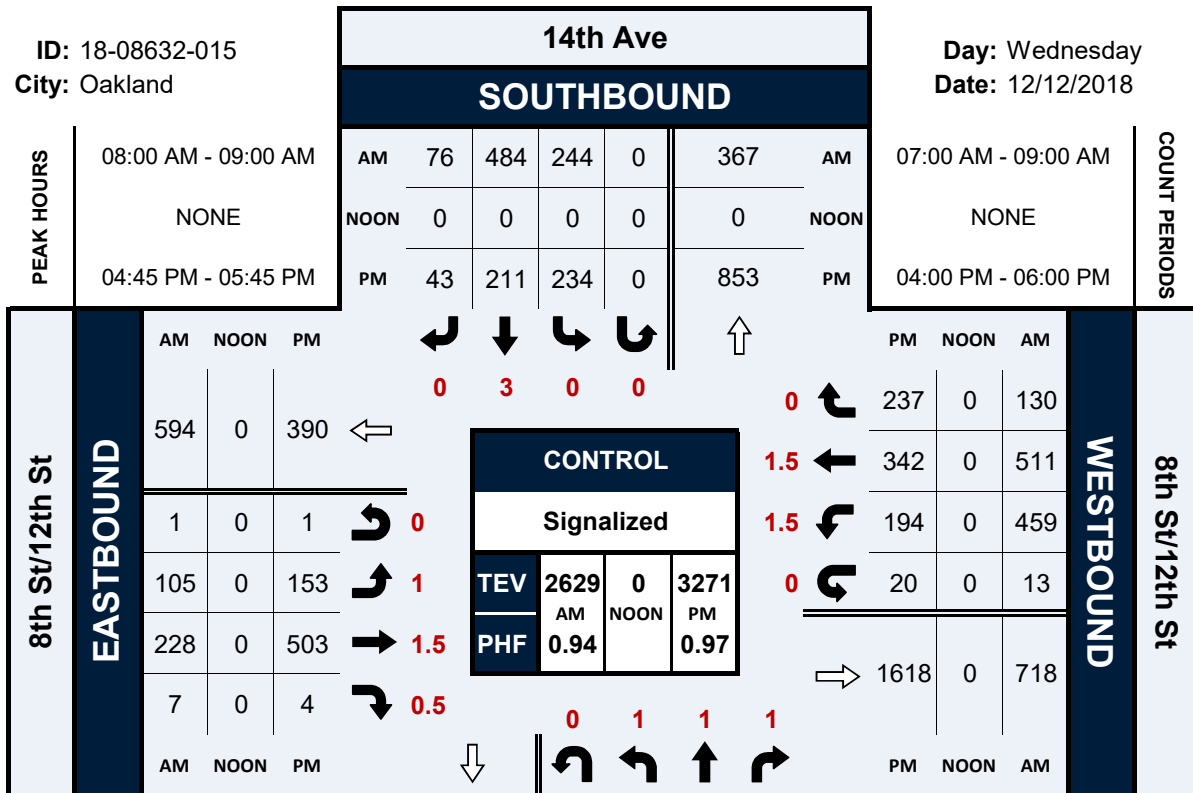 ID: 18-08632-015
City: Oakland
14th Ave
SOUTHBOUND
Day: Wednesday
Date: 12/12/2018
PEAK HOURS
08:00 AM - 09:00 AM
NONE
04:45 PM - 05:45 PM
AM 76 484 244 0 367 AM
NOON 0 0 0 0 0 NOON
PM 43 211 234 0 853 PM
07:00 AM - 09:00 AM
NONE
04:00 PM - 06:00 PM
COUNT PERIODS
0 3 0 0
8th St/12th St
EASTBOUND
AM NOON PM
594 0 390
1 0 1 0
105 0 153 1
228 0 503 1.5
7 0 4 0.5
AM NOON PM
CONTROL
Signalized
TEV 2629 0 3271
AM NOON PM
PHF 0.94 0.97
PM NOON AM
0 237 0 130
1.5 342 0 511
1.5 194 0 459
0 20 0 13
1618 0 718
PM NOON AM
WESTBOUND
8th St/12th St
0 1 1 1